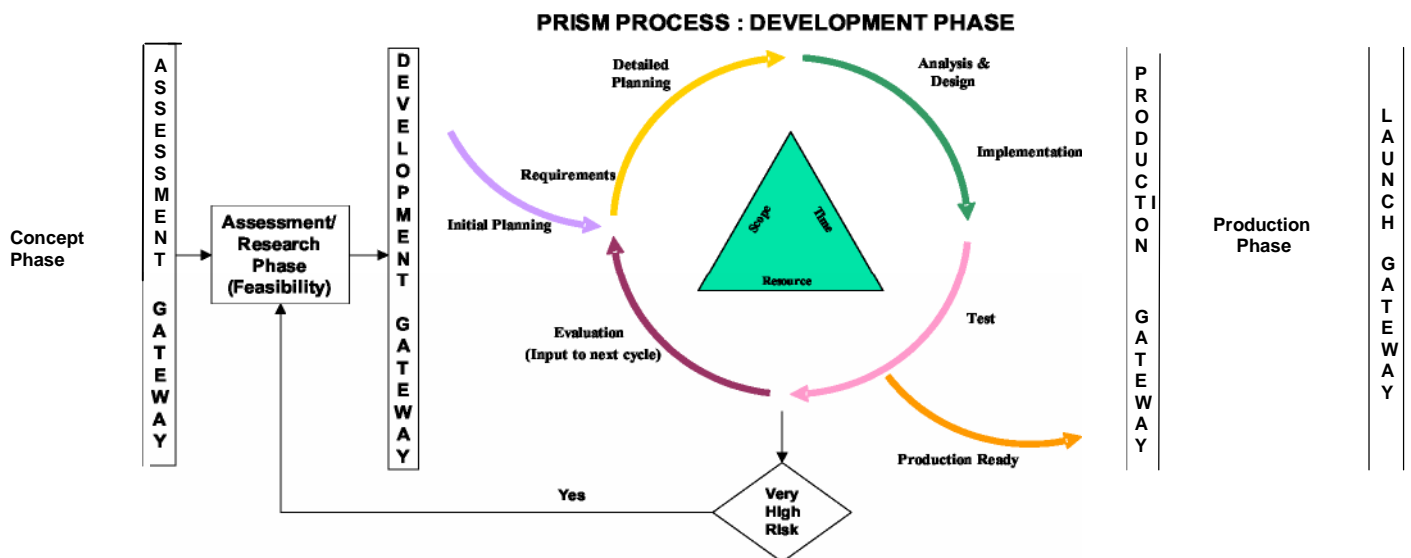 PRISM PROCESS : DEVELOPMENT PHASE
Concept
Phase
ASSESSMENT GATEWAY
Assessment/
Research
Phase
(Feasibility)
DEVELOPMENT GATEWAY
Initial Planning
Requirements
Detailed
Planning
Analysis &
Design
Implementation
Scope
Time
Resource
Test
Evaluation
(Input to next cycle)
Production Ready
Very
High
Risk
Yes
PRODUCTION GATEWAY
Production
Phase
LAUNCH GATEWAY